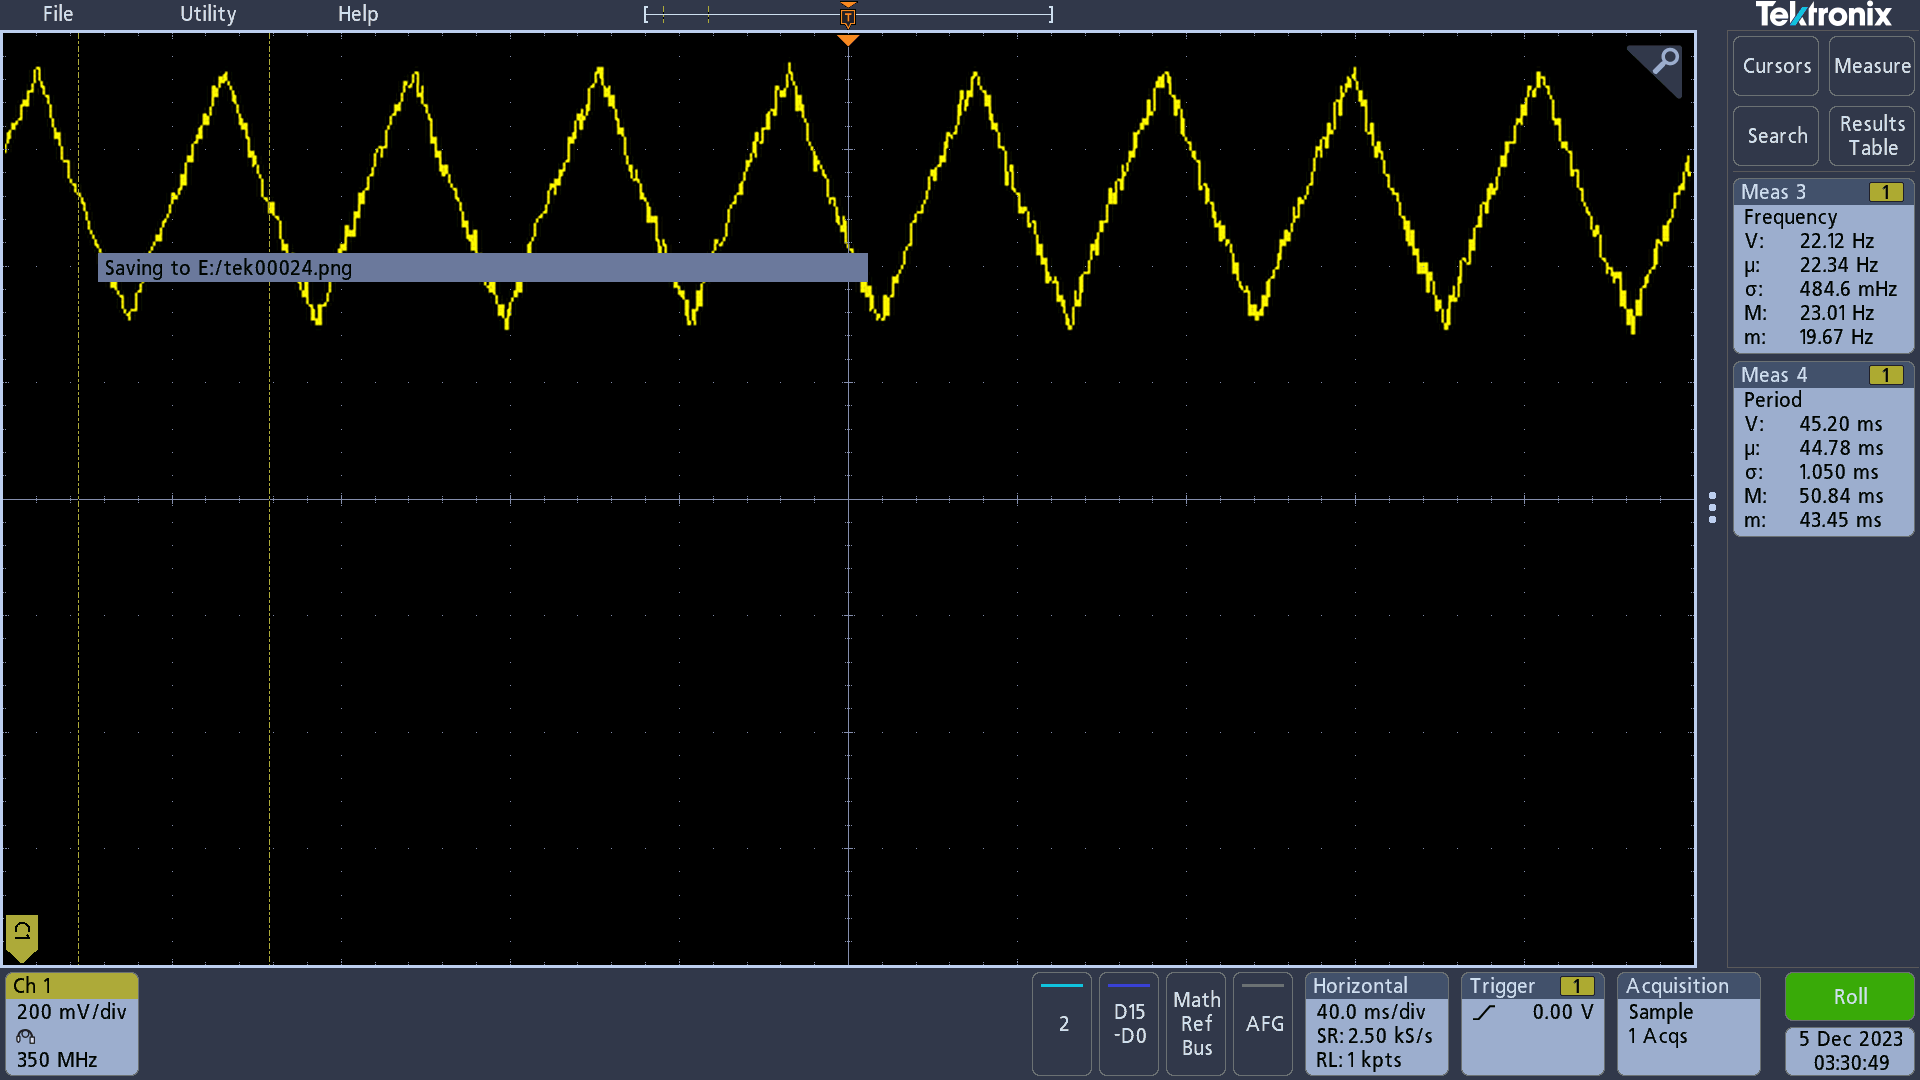 File Utility Help
T
Tektronix
Cursors Measure
Search Results Table
Saving to E:/tek00024.png
Meas 3 1
Frequency
V: 22.12 Hz
μ: 22.34 Hz
σ: 484.6 mHz
M: 23.01 Hz
m: 19.67 Hz
Meas 4 1
Period
V: 45.20 ms
μ: 44.78 ms
σ: 1.050 ms
M: 50.84 ms
m: 43.45 ms
Ch 1
200 mV/div
350 MHz
2
D15
-D0
Math
Ref
Bus
AFG
Horizontal
40.0 ms/div
SR: 2.50 kS/s
RL: 1 kpts
Trigger 1
0.00 V
Acquisition
Sample
1 Acqs
Roll
5 Dec 2023
03:30:49